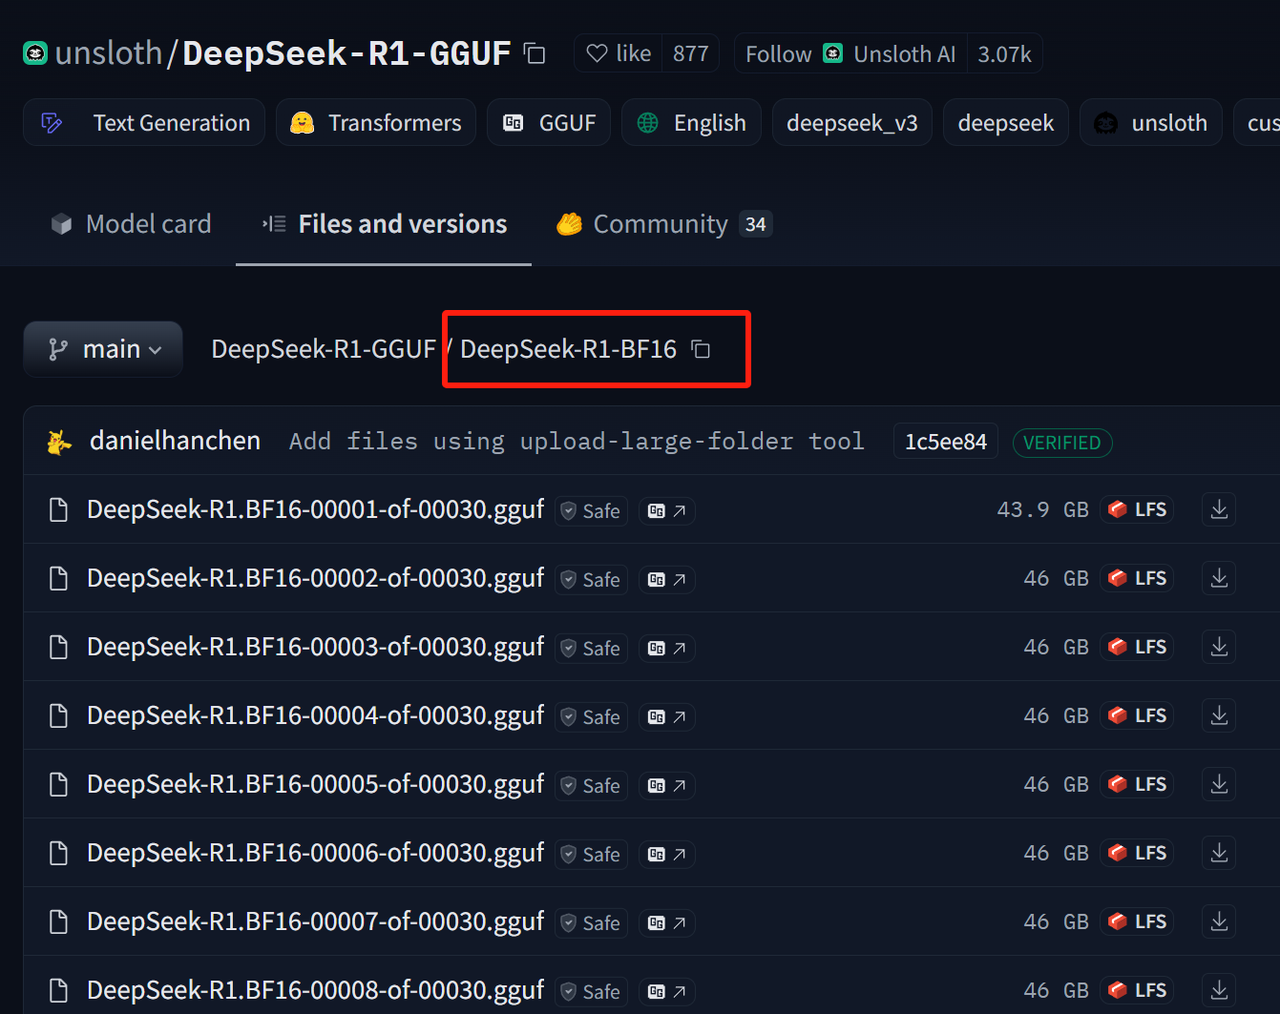 unsloth/DeepSeek-R1-GGUF like 877 Follow Unsloth AI 3.07k
Text Generation Transformers GGUF English deepseek_v3 deepseek unsloth cus
Model card Files and versions Community 34
main DeepSeek-R1-GGUF / DeepSeek-R1-BF16
danielhanchen Add files using upload-large-folder tool 1c5ee84 VERIFIED
DeepSeek-R1.BF16-00001-of-00030.gguf Safe 43.9 GB LFS
DeepSeek-R1.BF16-00002-of-00030.gguf Safe 46 GB LFS
DeepSeek-R1.BF16-00003-of-00030.gguf Safe 46 GB LFS
DeepSeek-R1.BF16-00004-of-00030.gguf Safe 46 GB LFS
DeepSeek-R1.BF16-00005-of-00030.gguf Safe 46 GB LFS
DeepSeek-R1.BF16-00006-of-00030.gguf Safe 46 GB LFS
DeepSeek-R1.BF16-00007-of-00030.gguf Safe 46 GB LFS
DeepSeek-R1.BF16-00008-of-00030.gguf Safe 46 GB LFS